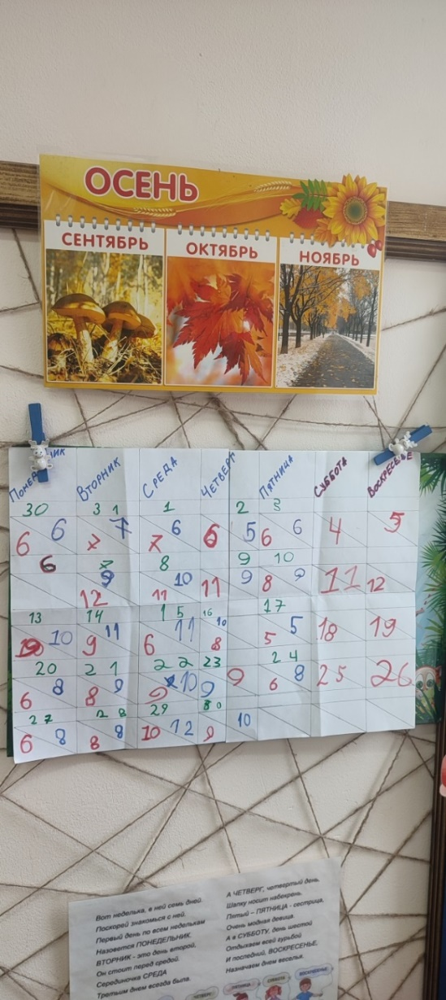 ОСЕНЬ
СЕНТЯБРЬ ОКТЯБРЬ НОЯБРЬ
ВТОРНИК СРЕДА ЧЕТВЕРГ ПЯТНИЦА СУББОТА ВОСКРЕСЕНЬЕ
30 31 1 2 3
6 6 7 7 7 6 6 5 6 6 4 5
6 7 8 9 10
9 12 10 11 11 9 8 9 11 12
13 14 15 16 17
10 9 11 6 11 10 8 5 5 18 19
20 21 22 23 24
6 8 8 9 9 10 9 9 6 8 25 26
27 28 29 30
6 8 8 8 10 12 9 10
Вот неделька, в ней семь дней.
Поскорей знакомься с ней.
Первый день по всем неделькам
Назовется ПОНЕДЕЛЬНИК.
ВТОРНИК - это день второй,
Он стоит перед средой.
Серединочка СРЕДА
Третьим днем всегда была.
А ЧЕТВЕРГ, четвертый день,
Шапку носит набекрень.
Пятый – ПЯТНИЦА - сестрица,
Очень модная девица.
А в СУББОТУ, день шестой
Отдыхаем всей гурьбой
И последний, ВОСКРЕСЕНЬЕ,
Назначаем днем веселья.
ЧЕТВЕРГ ПЯТНИЦА СУББОТА ВОСКРЕСЕНЬЕ